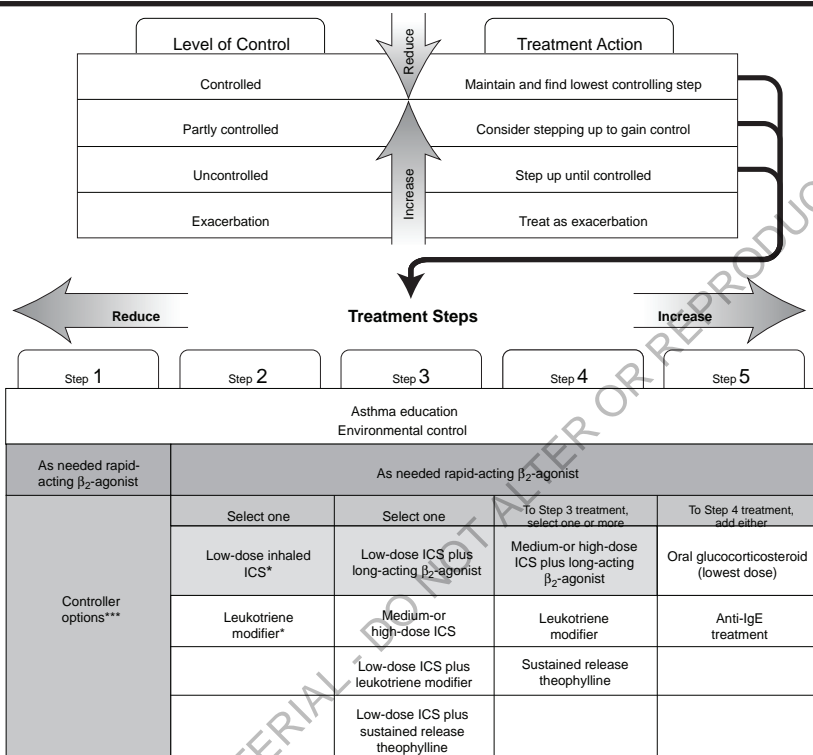 Level of Control
Treatment Action
Reduce
Controlled
Maintain and find lowest controlling step
Partly controlled
Consider stepping up to gain control
Increase
Uncontrolled
Step up until controlled
Exacerbation
Treat as exacerbation
Reduce
Treatment Steps
Increase
Step 1
Step 2
Step 3
Step 4
Step 5
Asthma education
Environmental control
As needed rapid-
acting β2-agonist
As needed rapid-acting β2-agonist
Controller
options***
Select one
Select one
To Step 3 treatment,
select one or more
To Step 4 treatment,
add either
Low-dose inhaled
ICS*
Low-dose ICS plus
long-acting β2-agonist
Medium-or high-dose
ICS plus long-acting
β2-agonist
Oral glucocorticosteroid
(lowest dose)
Leukotriene
modifier*
Medium-or
high-dose ICS
Leukotriene
modifier
Anti-IgE
treatment
Low-dose ICS plus
leukotriene modifier
Sustained release
theophylline
Low-dose ICS plus
sustained release
theophylline
- DO NOT ALTER OR